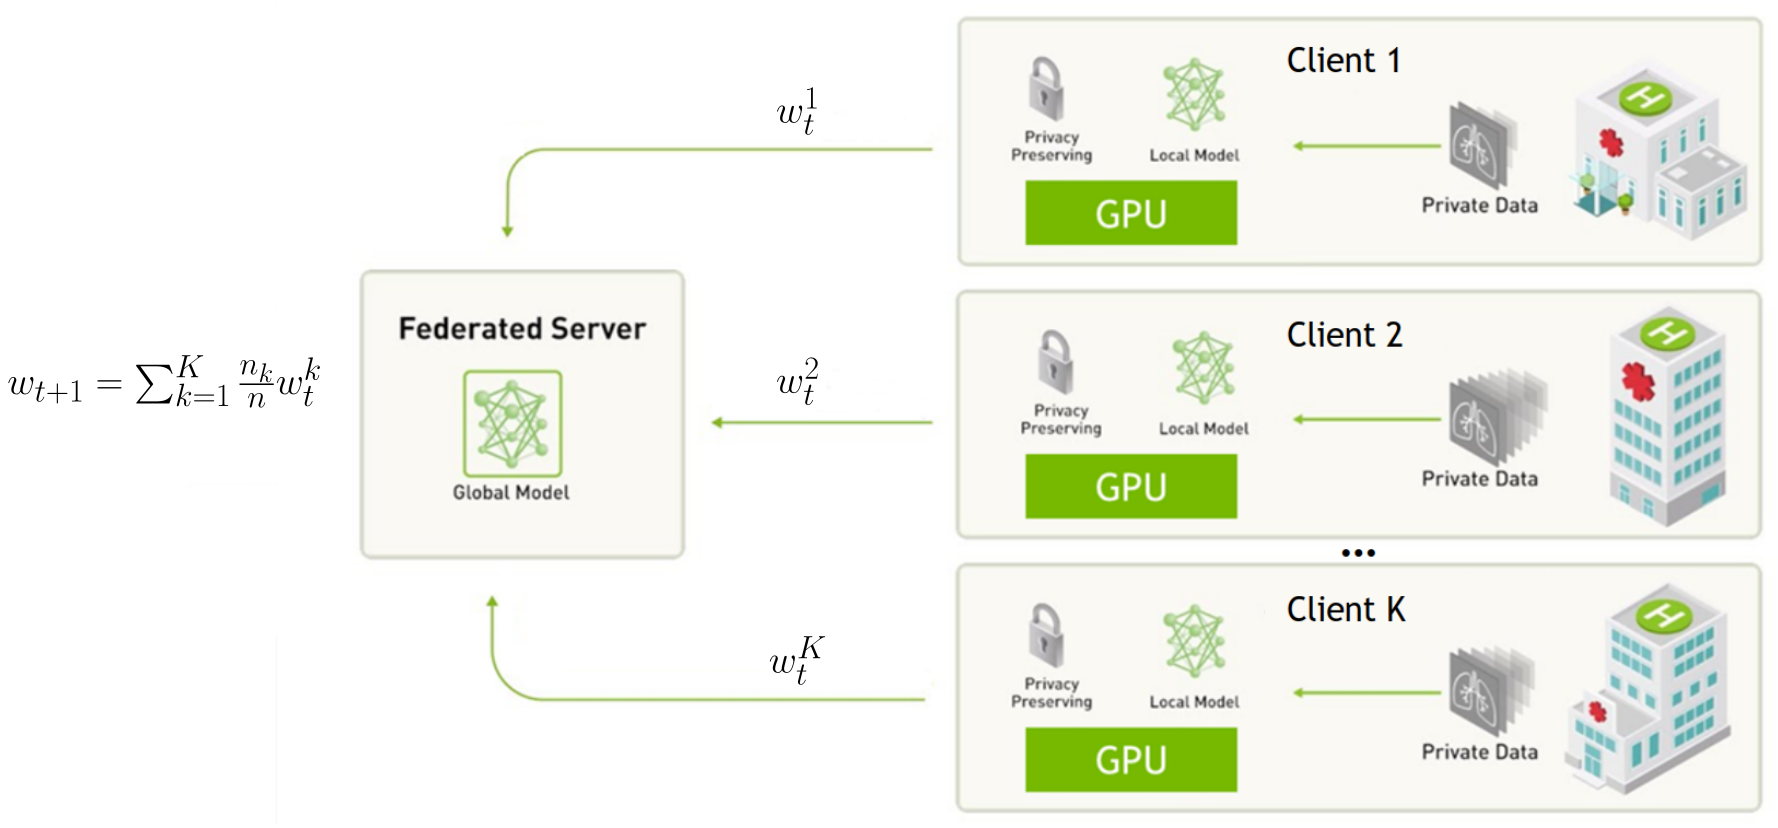 w_{t+1} = \sum_{k=1}^{K} \frac{n_k}{n} w_t^k
Federated Server
Global Model
w_t^1
w_t^2
w_t^K
Client 1
Privacy
Preserving
Local Model
GPU
Private Data
H
Client 2
Privacy
Preserving
Local Model
GPU
Private Data
H
...
Client K
Privacy
Preserving
Local Model
GPU
Private Data
H